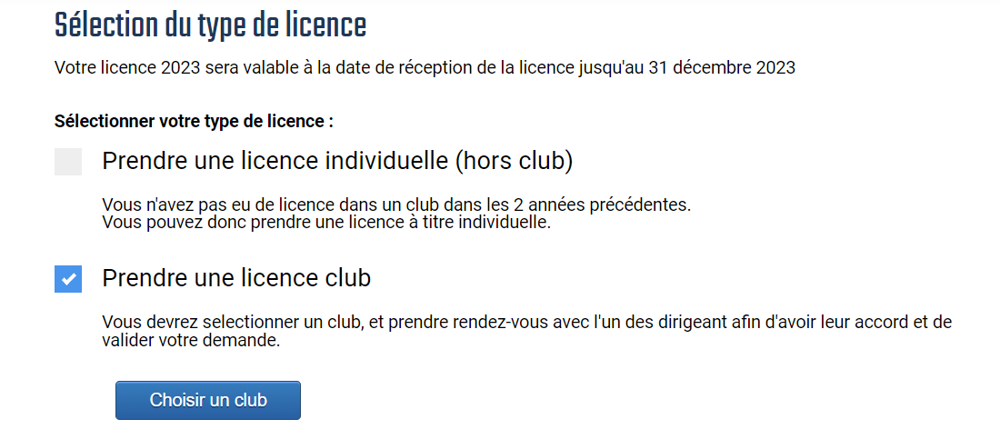 Sélection du type de licence
Votre licence 2023 sera valable à la date de réception de la licence jusqu'au 31 décembre 2023
Sélectionner votre type de licence :
Prendre une licence individuelle (hors club)
Vous n'avez pas eu de licence dans un club dans les 2 années précédentes.
Vous pouvez donc prendre une licence à titre individuelle.
Prendre une licence club
Vous devrez selectionner un club, et prendre rendez-vous avec l'un des dirigeant afin d'avoir leur accord et de
valider votre demande.
Choisir un club